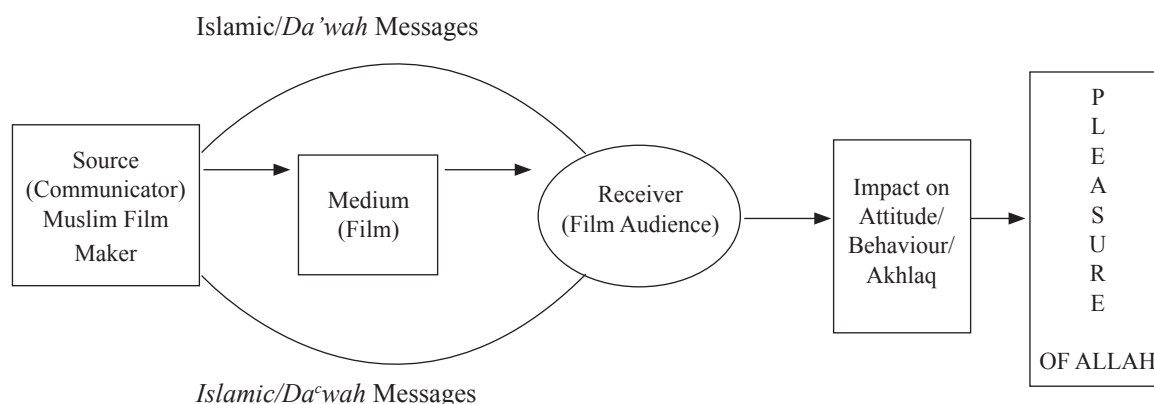 Islamic/Da’wah Messages
Source
(Communicator)
Muslim Film
Maker
Medium
(Film)
Receiver
(Film Audience)
Impact on
Attitude/
Behaviour/
Akhlaq
P
L
E
A
S
U
R
E
OF ALLAH
Islamic/Daᶜwah Messages